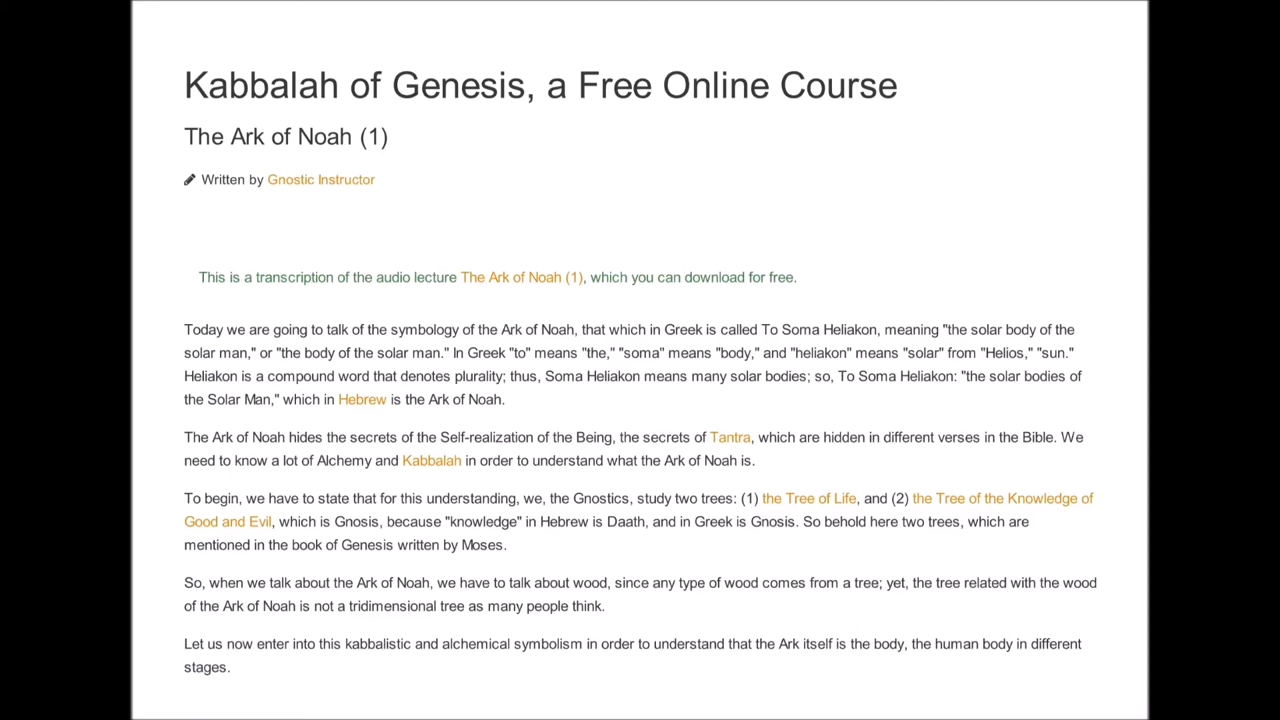 Kabbalah of Genesis, a Free Online Course
The Ark of Noah (1)
Written by Gnostic Instructor
This is a transcription of the audio lecture The Ark of Noah (1), which you can download for free.
Today we are going to talk of the symbology of the Ark of Noah, that which in Greek is called To Soma Heliakon, meaning "the solar body of the
solar man," or "the body of the solar man." In Greek "to" means "the," "soma" means "body," and "heliakon" means "solar" from "Helios," "sun."
Heliakon is a compound word that denotes plurality; thus, Soma Heliakon means many solar bodies; so, To Soma Heliakon: "the solar bodies of
the Solar Man," which in Hebrew is the Ark of Noah.
The Ark of Noah hides the secrets of the Self-realization of the Being, the secrets of Tantra, which are hidden in different verses in the Bible. We
need to know a lot of Alchemy and Kabbalah in order to understand what the Ark of Noah is.
To begin, we have to state that for this understanding, we, the Gnostics, study two trees: (1) the Tree of Life, and (2) the Tree of the Knowledge of
Good and Evil, which is Gnosis, because "knowledge" in Hebrew is Daath, and in Greek is Gnosis. So behold here two trees, which are
mentioned in the book of Genesis written by Moses.
So, when we talk about the Ark of Noah, we have to talk about wood, since any type of wood comes from a tree; yet, the tree related with the wood
of the Ark of Noah is not a tridimensional tree as many people think.
Let us now enter into this kabbalistic and alchemical symbolism in order to understand that the Ark itself is the body, the human body in different
stages.